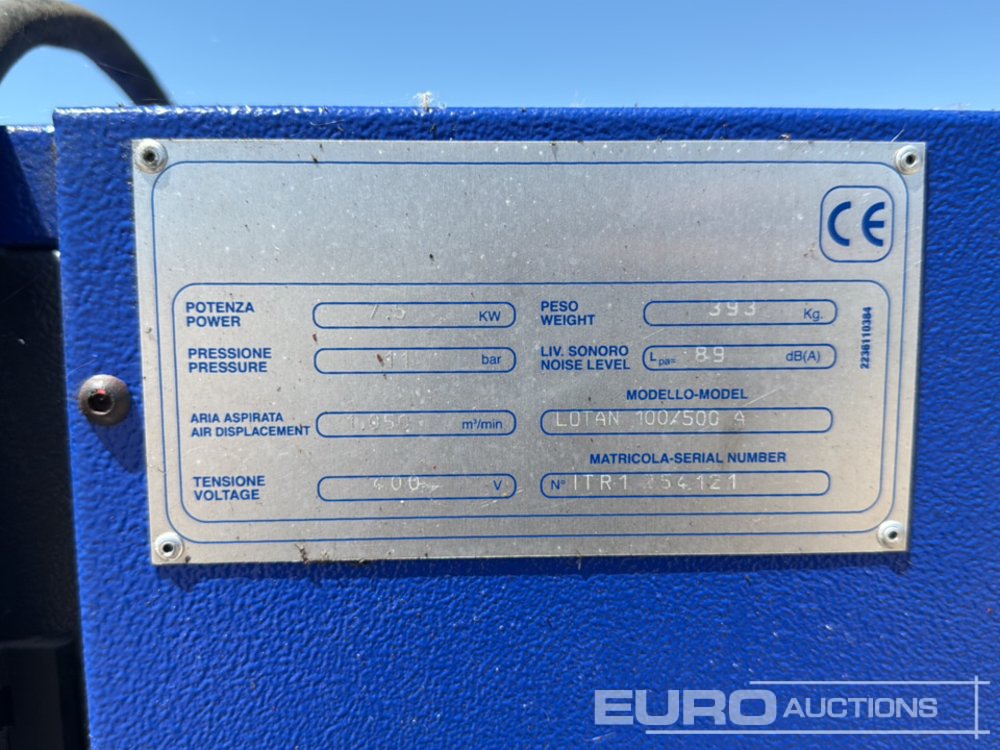 CE
POTENZA
POWER 7.5 KW
PESO
WEIGHT 393 Kg.
PRESSIONE
PRESSURE 11 bar
LIV. SONORO
NOISE LEVEL Lpa= 89 dB(A)
MODELLO-MODEL
ARIA ASPIRATA
AIR DISPLACEMENT m³/min
LOTAN 100/500 A
MATRICOLA-SERIAL NUMBER
TENSIONE
VOLTAGE 400 V
N° ITR1
2236110384
EURO AUCTIONS